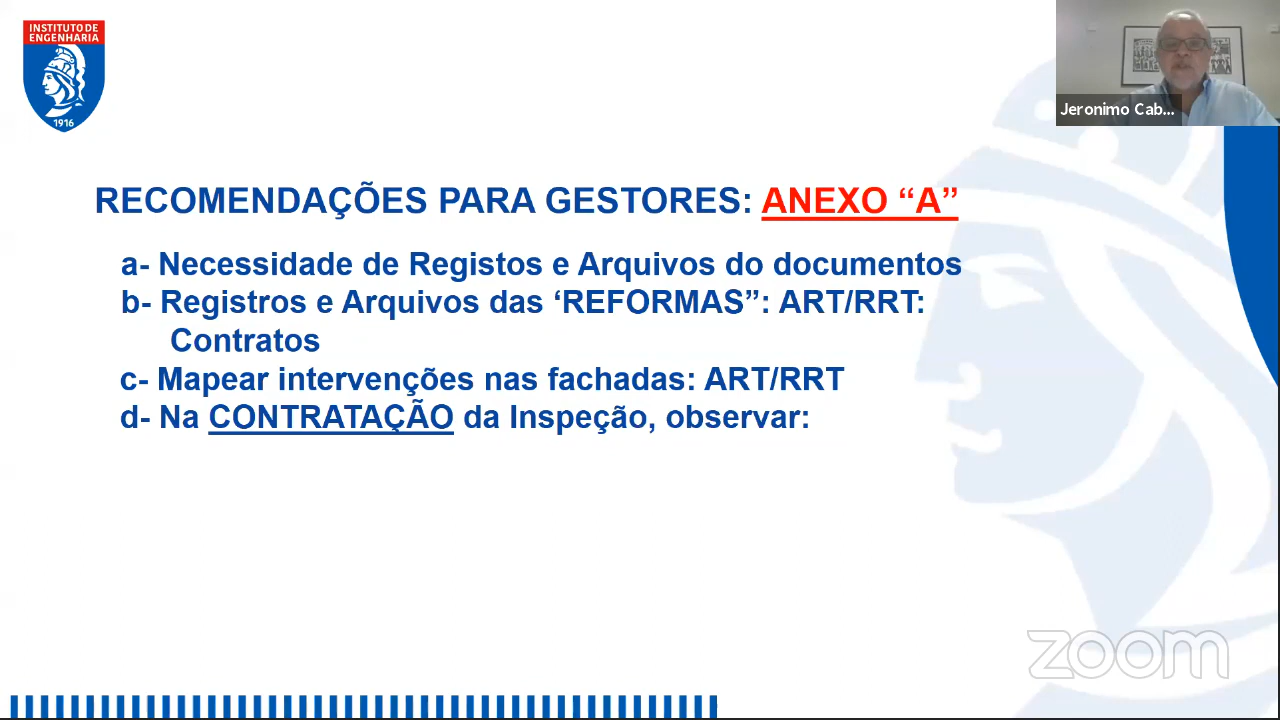 INSTITUTO DE
ENGENHARIA
1916
Jeronimo Cab...
RECOMENDAÇÕES PARA GESTORES: ANEXO “A”
a- Necessidade de Registos e Arquivos do documentos
b- Registros e Arquivos das ‘REFORMAS”: ART/RRT:
Contratos
c- Mapear intervenções nas fachadas: ART/RRT
d- Na CONTRATAÇÃO da Inspeção, observar:
zoom